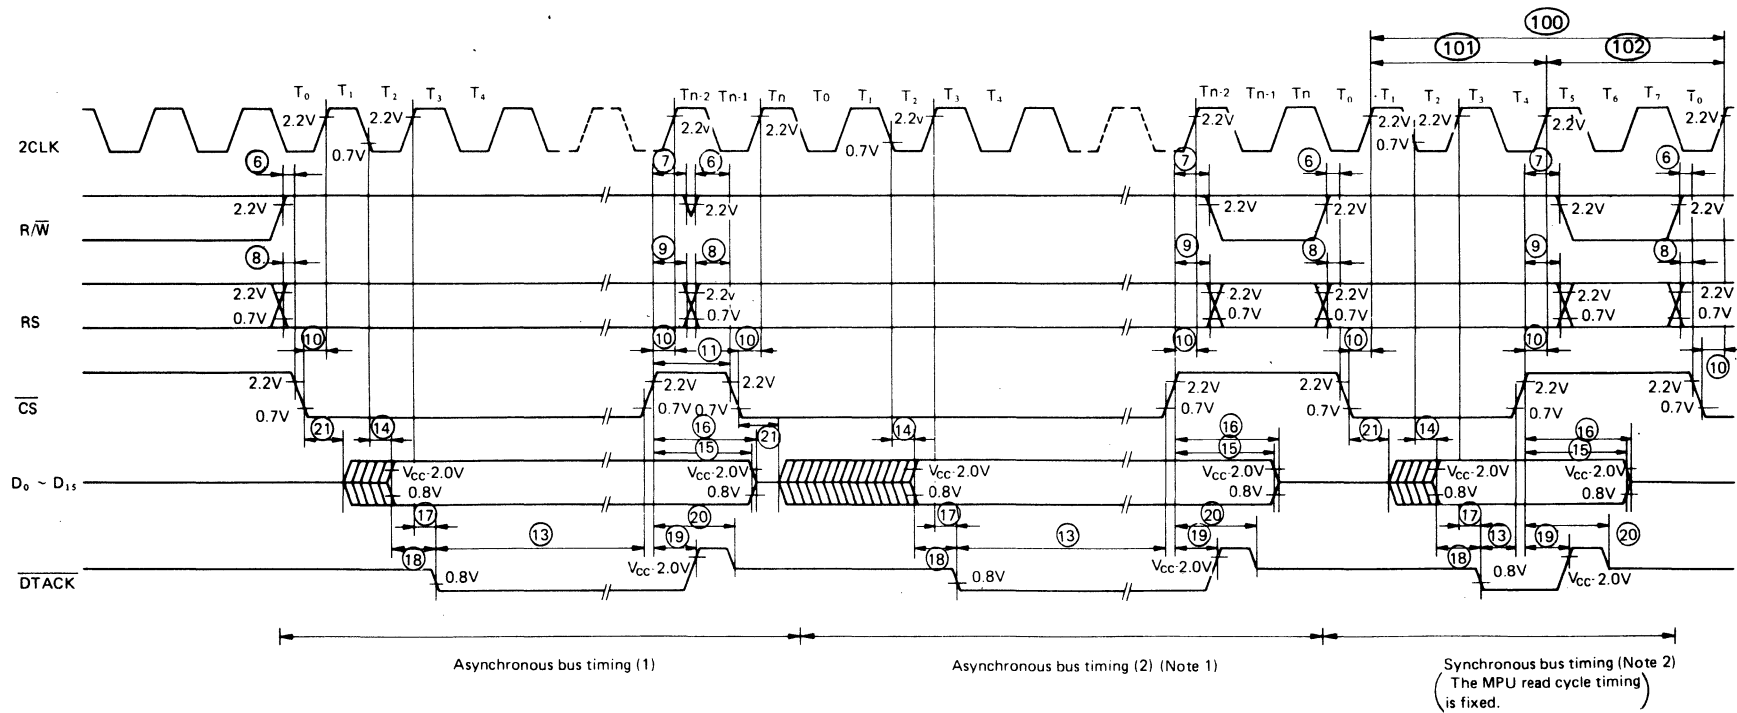 100
101 102
T0 T1 T2 T3 T4 Tn-2 Tn-1 Tn T0 T1 T2 T3 T4 Tn-2 Tn-1 Tn T0 T1 T2 T3 T4 T5 T6 T7 T0
2.2V 2.2V 2.2v 2.2V 2.2V 2.2V 2.2V 2.2V 2.2V 2.2V
2CLK 0.7V 0.7V 0.7V
6 7 6 7 6 7 6
R/W̅ 2.2V 2.2V 2.2V 2.2V 2.2V 2.2V
8 9 8 9 8 9 8
2.2V 2.2v 2.2V 2.2V 2.2V 2.2V
RS 0.7V 0.7V 0.7V 0.7V 0.7V 0.7V
10 10 11 10 10 10 10 10
2.2V 2.2V 2.2V 2.2V 2.2V 2.2V 2.2V
C̅S̅ 0.7V 0.7V 0.7V 0.7V 0.7V 0.7V 0.7V
21 14 16 21 14 16 21 14 16
15 15 15
Vcc-2.0V Vcc-2.0V Vcc-2.0V Vcc-2.0V Vcc-2.0V Vcc-2.0V
D0 ~ D15 0.8V 0.8V 0.8V 0.8V 0.8V 0.8V
17 20 17 20 17
18 13 19 18 13 19 18 13 19 20
D̅T̅A̅C̅K̅ 0.8V Vcc-2.0V 0.8V Vcc-2.0V 0.8V Vcc-2.0V
Asynchronous bus timing (1) Asynchronous bus timing (2) (Note 1) Synchronous bus timing (Note 2)
(The MPU read cycle timing
is fixed.)